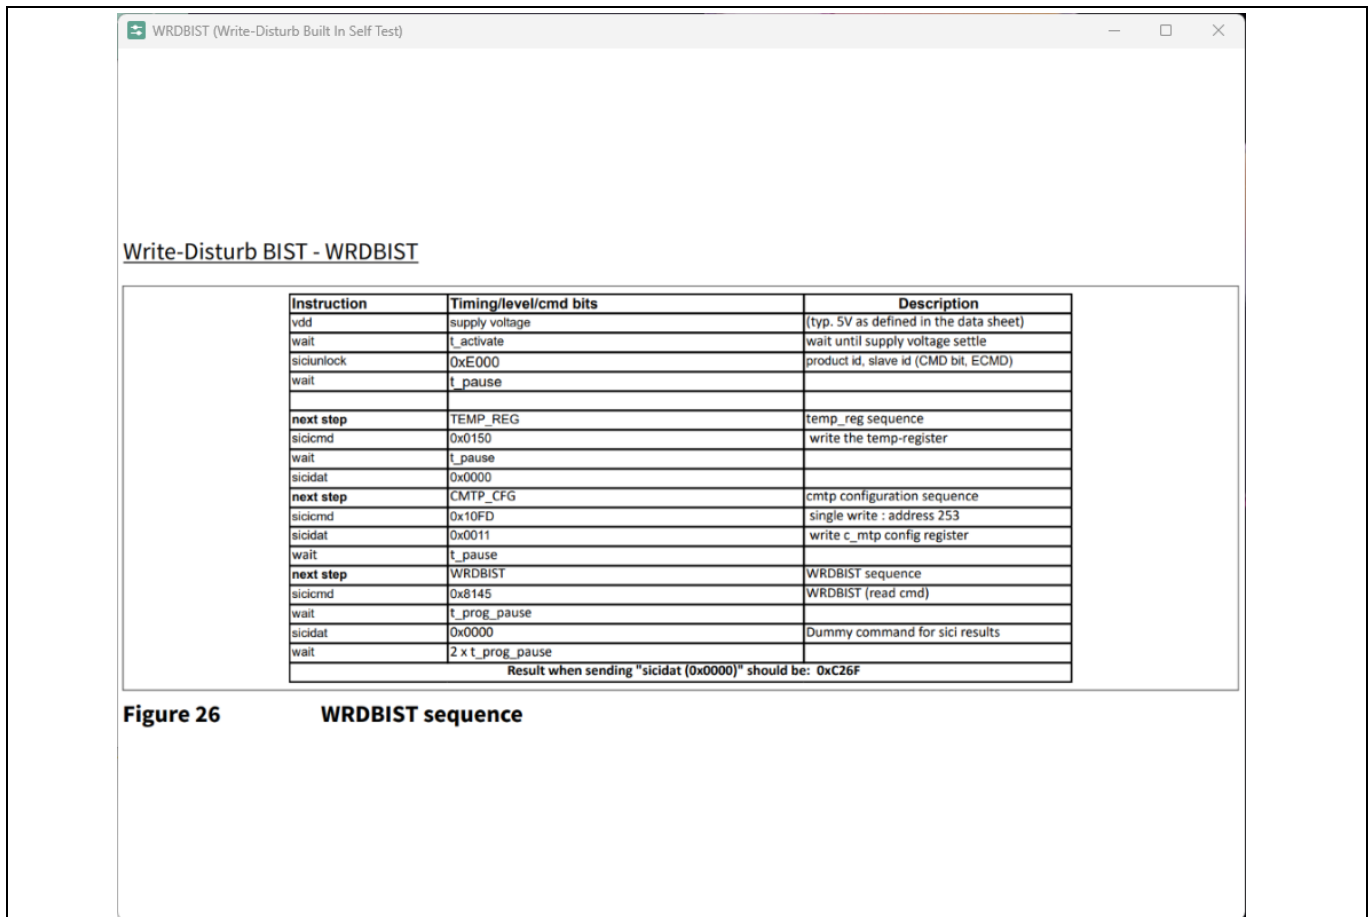 WRDBIST (Write-Disturb Built In Self Test)
Write-Disturb BIST - WRDBIST
Instruction Timing/level/cmd bits Description
vdd supply voltage (typ. 5V as defined in the data sheet)
wait t_activate wait until supply voltage settle
siciunlock 0xE000 product id, slave id (CMD bit, ECMD)
wait t_pause
next step TEMP_REG temp_reg sequence
sicicmd 0x0150 write the temp-register
wait t_pause
sicidat 0x0000
next step CMTP_CFG cmtp configuration sequence
sicicmd 0x10FD single write : address 253
sicidat 0x0011 write c_mtp config register
wait t_pause
next step WRDBIST WRDBIST sequence
sicicmd 0x8145 WRDBIST (read cmd)
wait t_prog_pause
sicidat 0x0000 Dummy command for sici results
wait 2 x t_prog_pause
Result when sending "sicidat (0x0000)" should be: 0xC26F
Figure 26 WRDBIST sequence